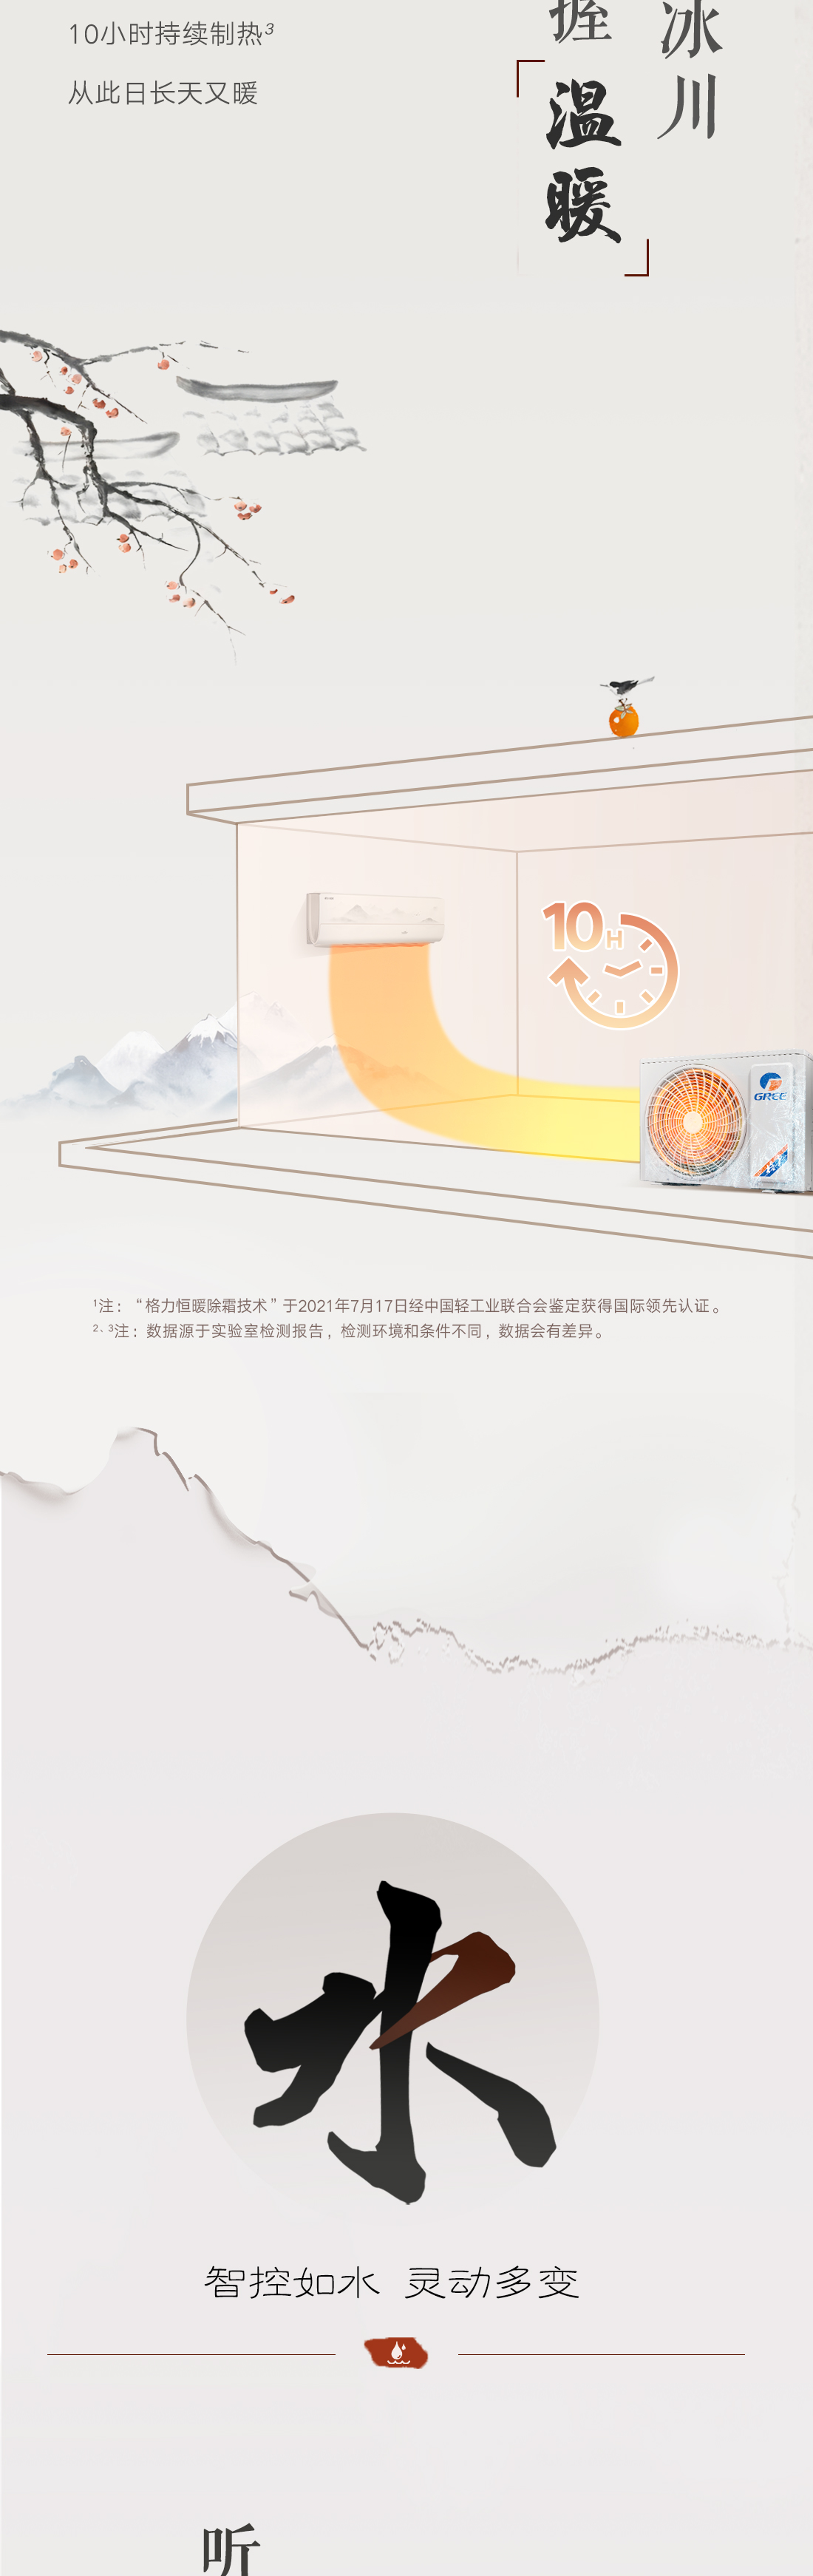 10小时持续制热³
从此日长天又暖
冰川
握
温暖
10H
GREE
¹注：“格力恒暖除霜技术”于2021年7月17日经中国轻工业联合会鉴定获得国际领先认证。
²、³注：数据源于实验室检测报告，检测环境和条件不同，数据会有差异。
水
智控如水 灵动多变
听